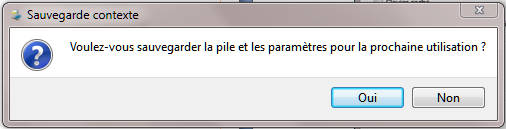 Sauvegarde contexte
Voulez-vous sauvegarder la pile et les paramètres pour la prochaine utilisation ?
Oui
Non